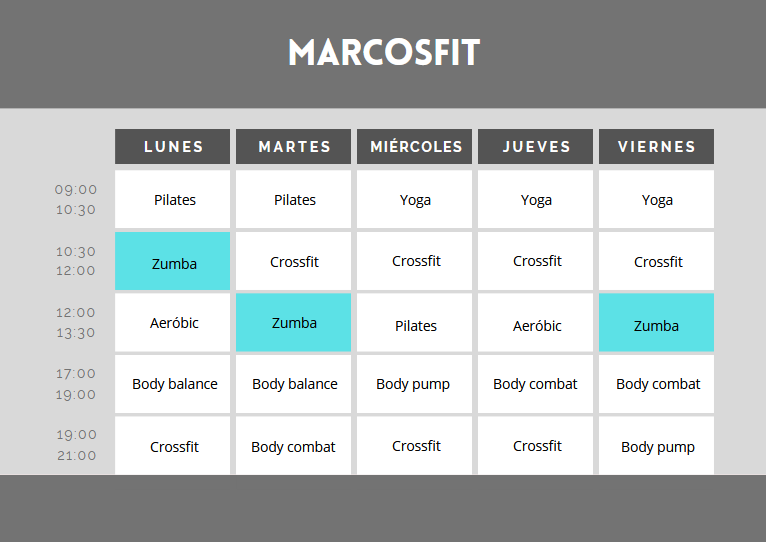 MARCOSFIT
LUNES MARTES MIÉRCOLES JUEVES VIERNES
09:00
10:30
Pilates Pilates Yoga Yoga Yoga
10:30
12:00
Zumba Crossfit Crossfit Crossfit Crossfit
12:00
13:30
Aeróbic Zumba Pilates Aeróbic Zumba
17:00
19:00
Body balance Body balance Body pump Body combat Body combat
19:00
21:00
Crossfit Body combat Crossfit Crossfit Body pump